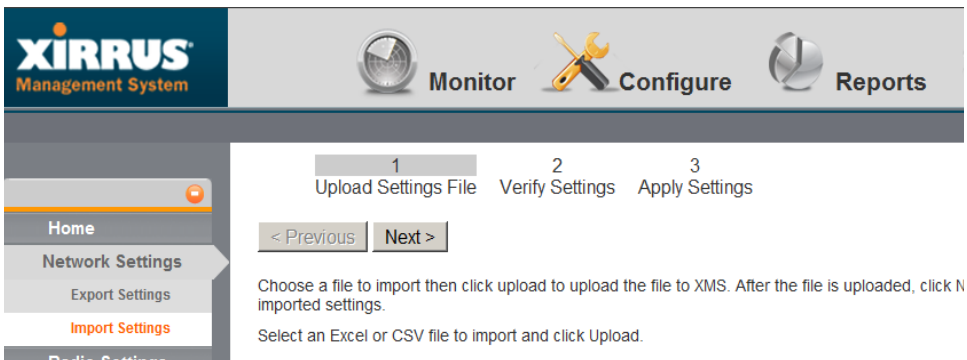 XIRRUS
Management System
Monitor
Configure
Reports
1
2
3
Upload Settings File
Verify Settings
Apply Settings
Home
< Previous
Next >
Network Settings
Export Settings
Choose a file to import then click upload to upload the file to XMS. After the file is uploaded, click N
imported settings.
Import Settings
Select an Excel or CSV file to import and click Upload.
Radio Settings